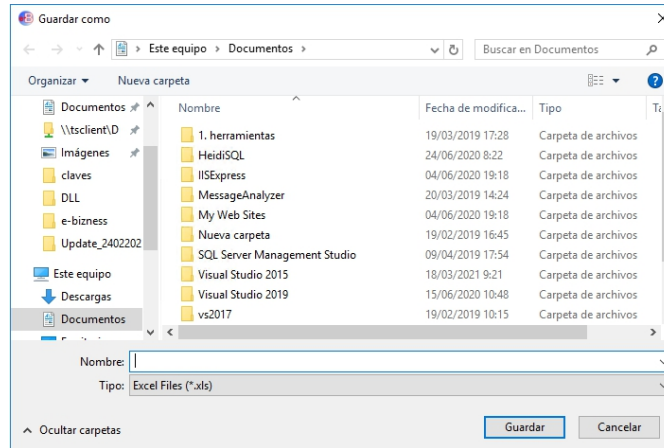 Guardar como
Este equipo > Documentos >
Buscar en Documentos
Organizar
Nueva carpeta
Documentos
\\tsclient\D
Imágenes
claves
DLL
e-bizness
Update_2402202
Este equipo
Descargas
Documentos
Nombre Fecha de modifica... Tipo
1. herramientas 19/03/2019 17:28 Carpeta de archivos
HeidiSQL 24/06/2020 8:22 Carpeta de archivos
IISExpress 04/06/2020 19:18 Carpeta de archivos
MessageAnalyzer 20/03/2019 14:24 Carpeta de archivos
My Web Sites 04/06/2020 19:18 Carpeta de archivos
Nueva carpeta 19/02/2019 16:45 Carpeta de archivos
SQL Server Management Studio 09/04/2019 17:54 Carpeta de archivos
Visual Studio 2015 18/03/2021 9:21 Carpeta de archivos
Visual Studio 2019 15/06/2020 10:48 Carpeta de archivos
vs2017 19/02/2019 10:15 Carpeta de archivos
Nombre:
Tipo: Excel Files (*.xls)
Ocultar carpetas
Guardar
Cancelar